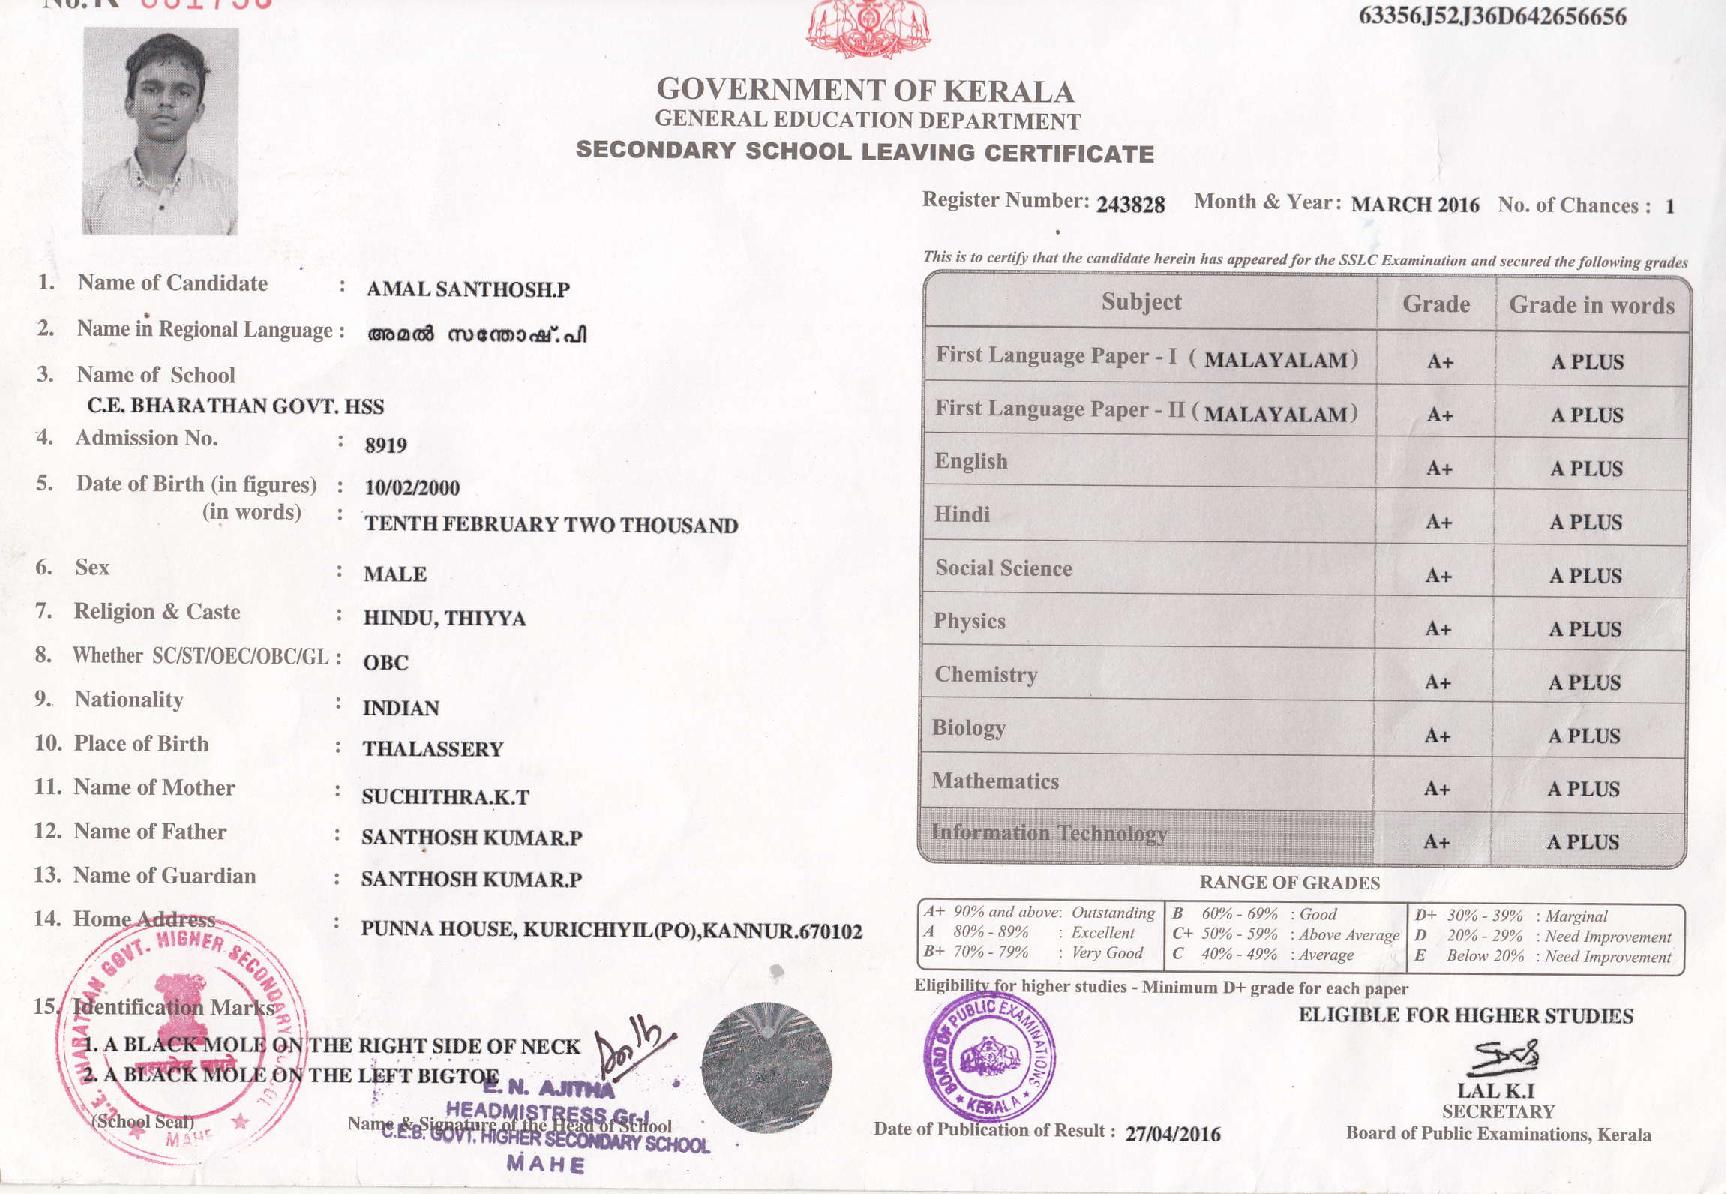 63356J52J36D642656656
GOVERNMENT OF KERALA
GENERAL EDUCATION DEPARTMENT
SECONDARY SCHOOL LEAVING CERTIFICATE
Register Number: 243828 Month & Year: MARCH 2016 No. of Chances : 1
1. Name of Candidate : AMAL SANTHOSH.P
2. Name in Regional Language : അമൽ സന്തോഷ്.പി
3. Name of School
C.E. BHARATHAN GOVT. HSS
4. Admission No. : 8919
5. Date of Birth (in figures) : 10/02/2000
(in words) : TENTH FEBRUARY TWO THOUSAND
6. Sex : MALE
7. Religion & Caste : HINDU, THIYYA
8. Whether SC/ST/OEC/OBC/GL : OBC
9. Nationality : INDIAN
10. Place of Birth : THALASSERY
11. Name of Mother : SUCHITHRA.K.T
12. Name of Father : SANTHOSH KUMAR.P
13. Name of Guardian : SANTHOSH KUMAR.P
14. Home Address : PUNNA HOUSE, KURICHIYIL(PO),KANNUR.670102
15. Identification Marks
1. A BLACK MOLE ON THE RIGHT SIDE OF NECK
2. A BLACK MOLE ON THE LEFT BIGTOE
(School Seal)
C.E. BHARATHAN GOVT. HIGHER SECONDARY SCHOOL
MAHE
Name & Signature of the Head of School
E. N. AJITHA
HEADMISTRESS Gr-I
C.E.B. GOVT. HIGHER SECONDARY SCHOOL
MAHE
This is to certify that the candidate herein has appeared for the SSLC Examination and secured the following grades
Subject Grade Grade in words
First Language Paper - I ( MALAYALAM ) A+ A PLUS
First Language Paper - II ( MALAYALAM ) A+ A PLUS
English A+ A PLUS
Hindi A+ A PLUS
Social Science A+ A PLUS
Physics A+ A PLUS
Chemistry A+ A PLUS
Biology A+ A PLUS
Mathematics A+ A PLUS
Information Technology A+ A PLUS
RANGE OF GRADES
A+ 90% and above: Outstanding B 60% - 69% : Good D+ 30% - 39% : Marginal
A 80% - 89% : Excellent C+ 50% - 59% : Above Average D 20% - 29% : Need Improvement
B+ 70% - 79% : Very Good C 40% - 49% : Average E Below 20% : Need Improvement
Eligibility for higher studies - Minimum D+ grade for each paper
ELIGIBLE FOR HIGHER STUDIES
BOARD OF PUBLIC EXAMINATIONS
KERALA
LAL K.I
SECRETARY
Date of Publication of Result : 27/04/2016 Board of Public Examinations, Kerala